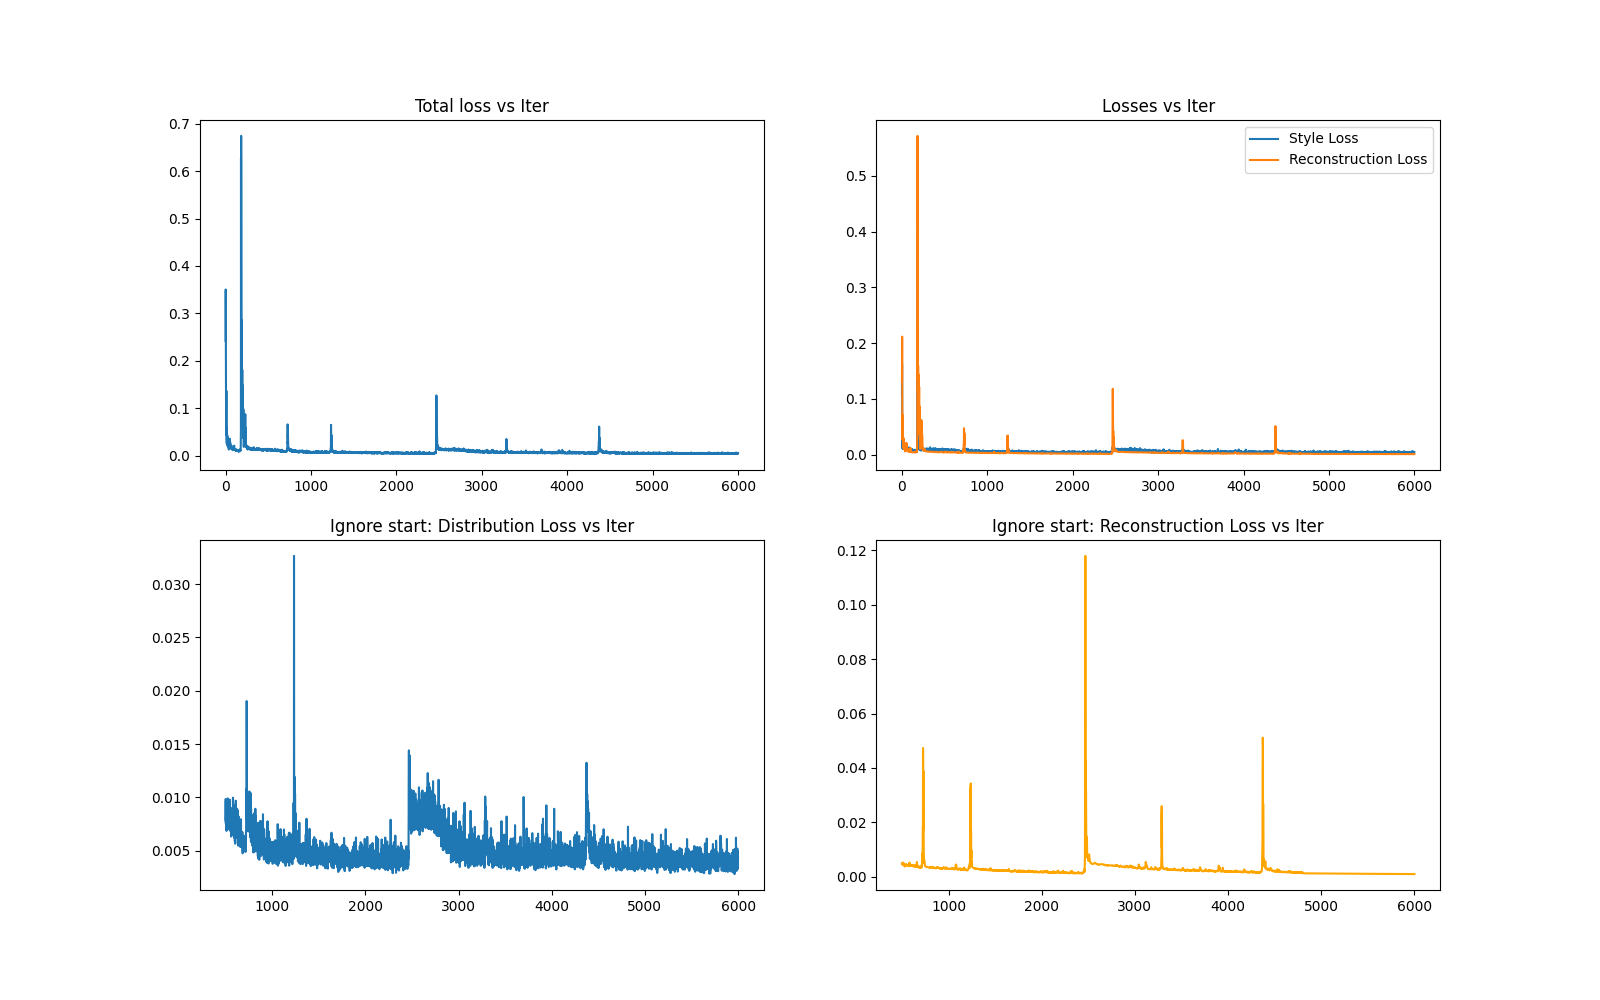 Total loss vs Iter
0.7
0.6
0.5
0.4
0.3
0.2
0.1
0.0
0 1000 2000 3000 4000 5000 6000
Losses vs Iter
Style Loss
Reconstruction Loss
0.5
0.4
0.3
0.2
0.1
0.0
0 1000 2000 3000 4000 5000 6000
Ignore start: Distribution Loss vs Iter
0.030
0.025
0.020
0.015
0.010
0.005
1000 2000 3000 4000 5000 6000
Ignore start: Reconstruction Loss vs Iter
0.12
0.10
0.08
0.06
0.04
0.02
0.00
1000 2000 3000 4000 5000 6000